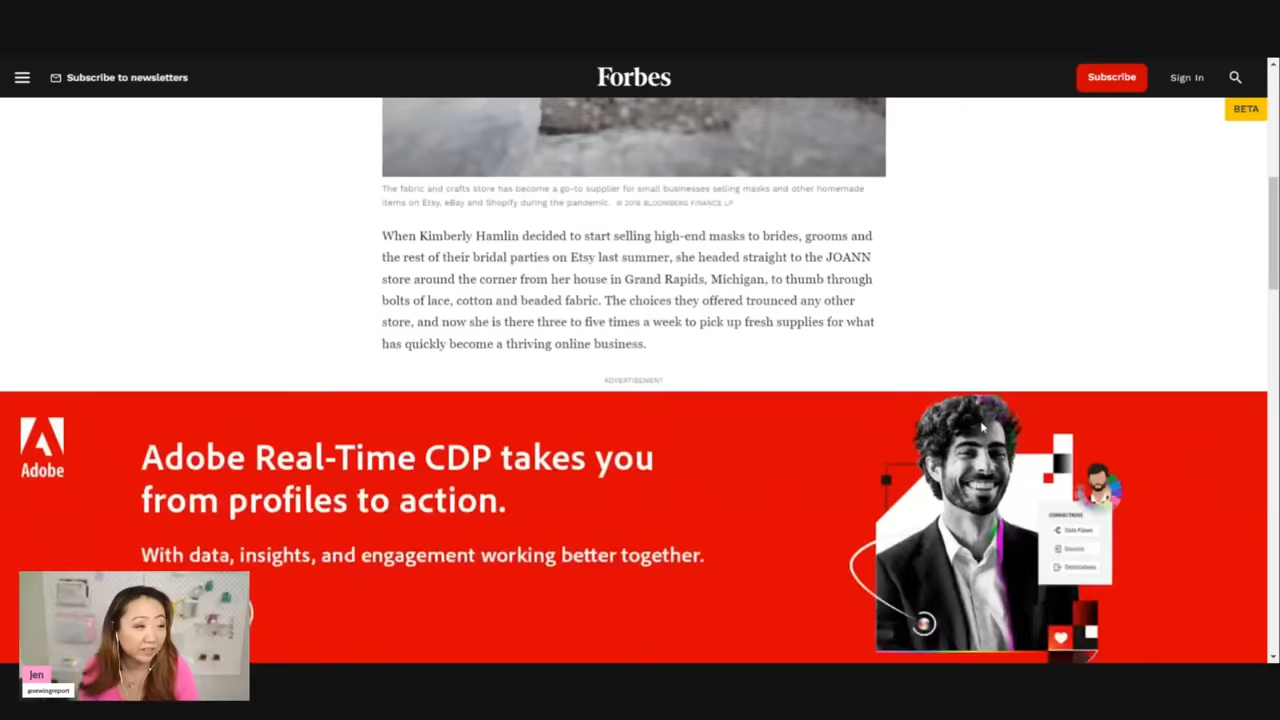 Subscribe to newsletters
Forbes
Subscribe
Sign In
BETA
The fabric and crafts store has become a go-to supplier for small businesses selling masks and other homemade
items on Etsy, eBay and Shopify during the pandemic. © 2018 BLOOMBERG FINANCE LP
When Kimberly Hamlin decided to start selling high-end masks to brides, grooms and
the rest of their bridal parties on Etsy last summer, she headed straight to the JOANN
store around the corner from her house in Grand Rapids, Michigan, to thumb through
bolts of lace, cotton and beaded fabric. The choices they offered trounced any other
store, and now she is there three to five times a week to pick up fresh supplies for what
has quickly become a thriving online business.
ADVERTISEMENT
Adobe
Adobe Real-Time CDP takes you
from profiles to action.
With data, insights, and engagement working better together.
CONNECTIONS
Data Flows
Sources
Destinations
Jen
@sewingreport